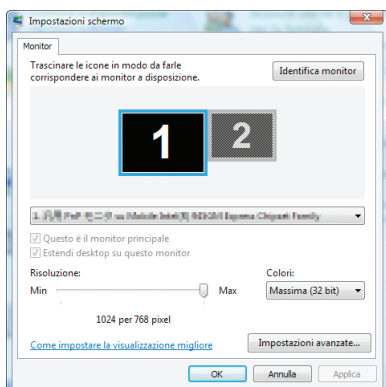 Impostazioni schermo
Monitor
Trascinare le icone in modo da farle
corrispondere ai monitor a disposizione.
Identifica monitor
1
2
Questo è il monitor principale
Estendi desktop su questo monitor
Risoluzione:
Colori:
Min
Max
Massima (32 bit)
1024 per 768 pixel
Come impostare la visualizzazione migliore
Impostazioni avanzate...
OK
Annulla
Applica